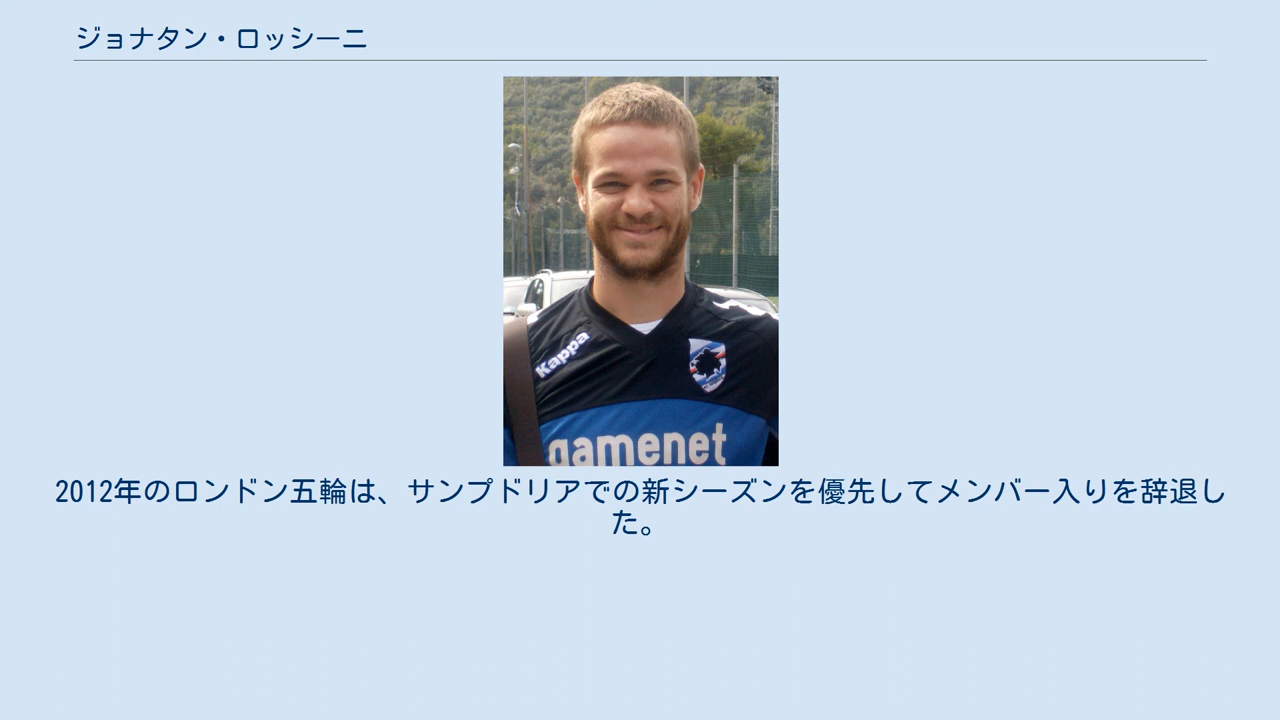 ジョナタン・ロッシーニ
Kappa
gamenet
2012年のロンドン五輪は、サンプドリアでの新シーズンを優先してメンバー入りを辞退し
た。